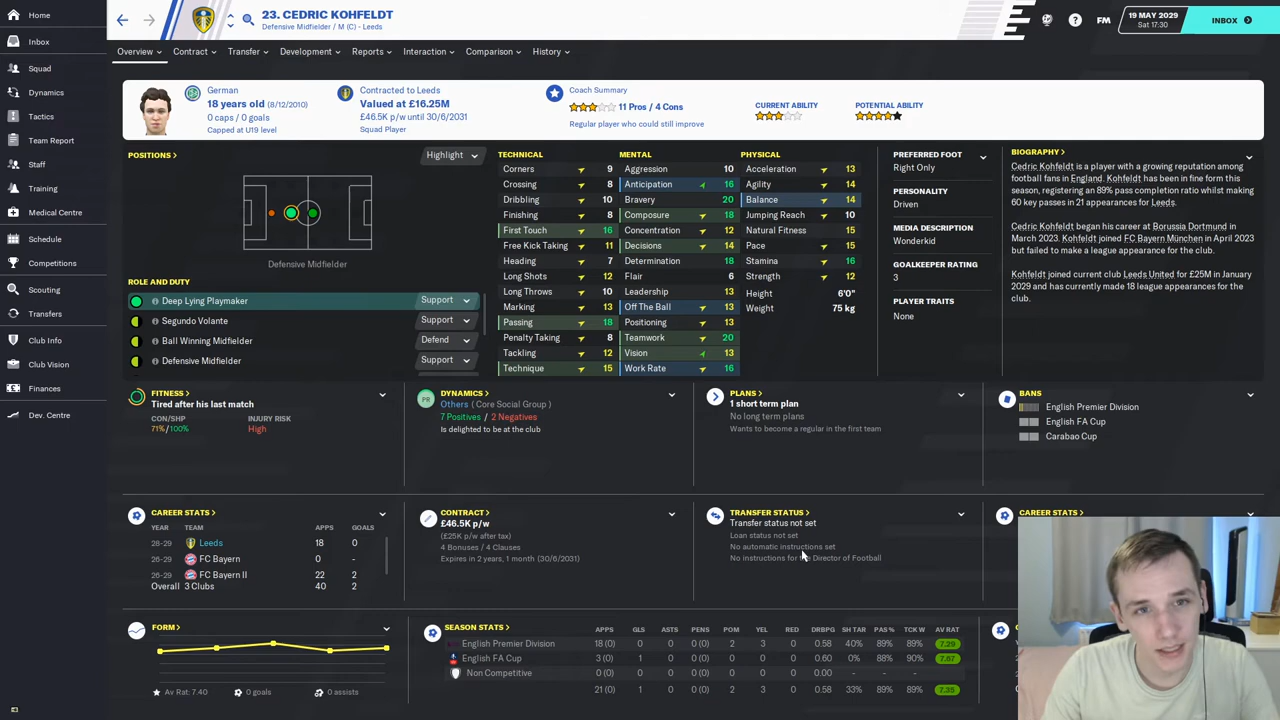 Home
Inbox
Squad
Dynamics
Tactics
Team Report
Staff
Training
Medical Centre
Schedule
Competitions
Scouting
Transfers
Club Info
Club Vision
Finances
Dev. Centre
23. CEDRIC KOHFELDT
Defensive Midfielder / M (C) - Leeds
FM
19 MAY 2029
Sat 17:30
INBOX
Overview
Contract
Transfer
Development
Reports
Interaction
Comparison
History
German
18 years old (8/12/2010)
0 caps / 0 goals
Capped at U19 level
Contracted to Leeds
Valued at £16.25M
£46.5K p/w until 30/6/2031
Squad Player
Coach Summary
11 Pros / 4 Cons
Regular player who could still improve
CURRENT ABILITY
POTENTIAL ABILITY
POSITIONS
Highlight
Defensive Midfielder
ROLE AND DUTY
Deep Lying Playmaker Support
Segundo Volante Support
Ball Winning Midfielder Defend
Defensive Midfielder Support
TECHNICAL
Corners 9
Crossing 8
Dribbling 10
Finishing 8
First Touch 16
Free Kick Taking 11
Heading 7
Long Shots 12
Long Throws 10
Marking 13
Passing 18
Penalty Taking 8
Tackling 12
Technique 15
MENTAL
Aggression 10
Anticipation 16
Bravery 20
Composure 18
Concentration 12
Decisions 14
Determination 18
Flair 6
Leadership 13
Off The Ball 13
Positioning 13
Teamwork 20
Vision 13
Work Rate 16
PHYSICAL
Acceleration 13
Agility 14
Balance 14
Jumping Reach 10
Natural Fitness 15
Pace 15
Stamina 16
Strength 12
Height 6'0"
Weight 75 kg
PREFERRED FOOT
Right Only
PERSONALITY
Driven
MEDIA DESCRIPTION
Wonderkid
GOALKEEPER RATING
3
PLAYER TRAITS
None
BIOGRAPHY
Cedric Kohfeldt is a player with a growing reputation among
football fans in England. Kohfeldt has been in fine form this
season, registering an 89% pass completion ratio whilst making
60 key passes in 21 appearances for Leeds.
Kohfeldt began his career at Borussia Dortmund in
March 2023. Kohfeldt joined FC Bayern München in April 2023
but failed to make a league appearance for the club.
Kohfeldt joined current club Leeds United for £25M in January
2029 and has currently made 18 league appearances for the
club.
FITNESS
Tired after his last match
CON/SHP INJURY RISK
71%/100% High
DYNAMICS
PR
Others ( Core Social Group )
7 Positives / 2 Negatives
Is delighted to be at the club
PLANS
1 short term plan
No long term plans
Wants to become a regular in the first team
BANS
English Premier Division
English FA Cup
Carabao Cup
CAREER STATS
YEAR TEAM APPS GOALS
28-29 Leeds 18 0
26-29 FC Bayern 0 0
26-29 FC Bayern II 22 2
Overall 3 Clubs 40 2
CONTRACT
£46.5K p/w
(£25K p/w after tax)
4 Bonuses / 4 Clauses
Expires in 2 years, 1 month (30/6/2031)
TRANSFER STATUS
Transfer status not set
Loan status not set
No automatic instructions set
No instructions for the Director of Football
CAREER STATS
FORM
Av Rat: 7.40 0 goals 0 assists
SEASON STATS APPS GLS ASTS PENS POM YEL RED DRBPG SH TAR PAS % TCK W AV RAT
English Premier Division 18 (0) 1 0 0 (0) 2 3 0 0.58 40% 89% 89% 7.29
English FA Cup 3 (0) 1 0 0 (0) 0 0 0 0.60 0% 88% 90% 7.67
Non Competitive 0 (0) 0 0 0 (0) 0 0 0 0.00 - - - -
21 (0) 1 0 0 (0) 2 3 0 0.58 33% 89% 89% 7.35